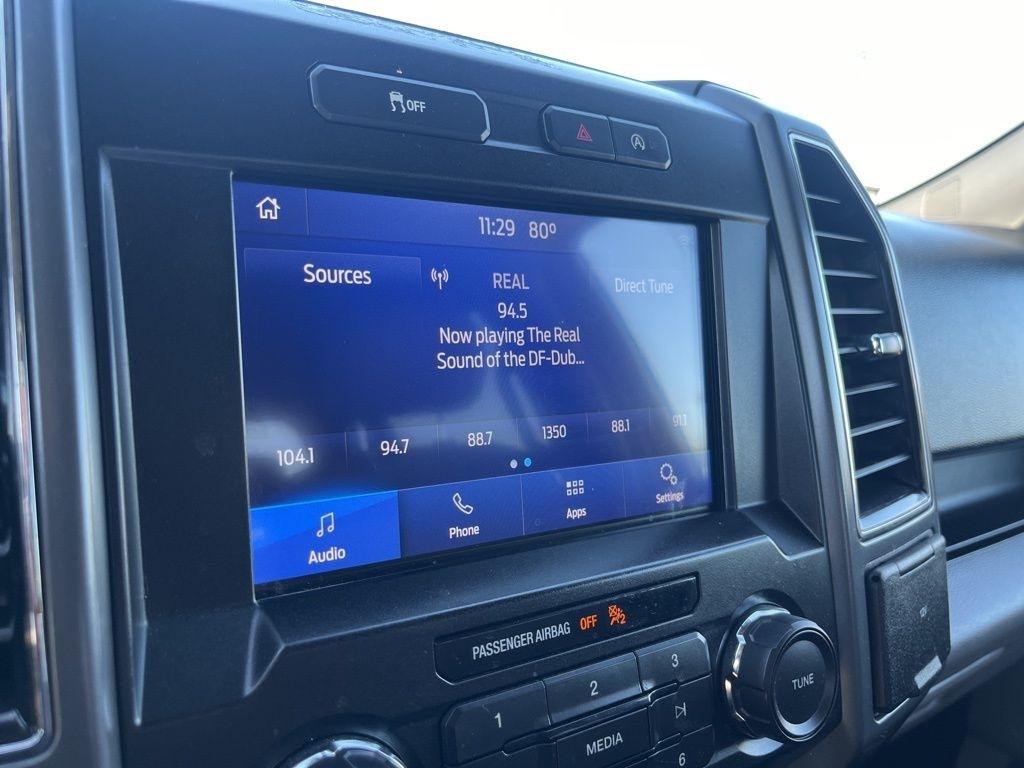 OFF
11:29 80°
Sources
REAL
Direct Tune
94.5
Now playing The Real
Sound of the DF-Dub...
104.1 94.7 88.7 1350 88.1 91.1
Audio Phone Apps Settings
PASSENGER AIRBAG OFF 2
1 2 3
MEDIA
6
TUNE